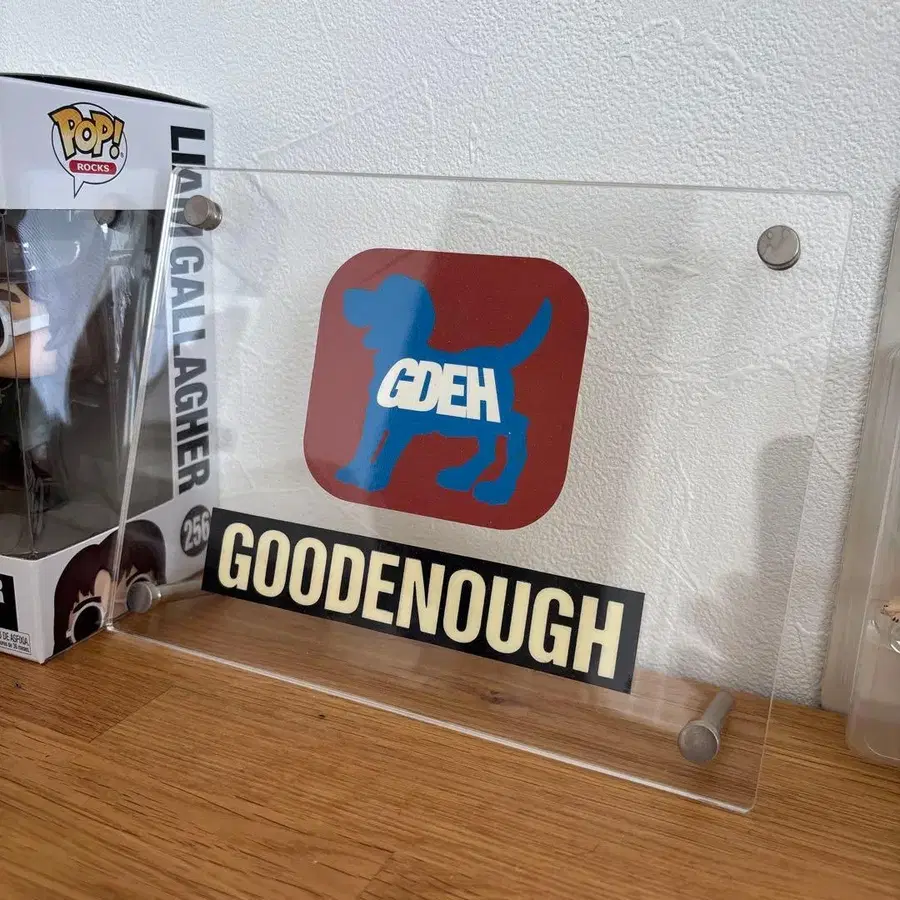 POP!
ROCKS
LIAM GALLAGHER
256
GDEH
GOODENOUGH